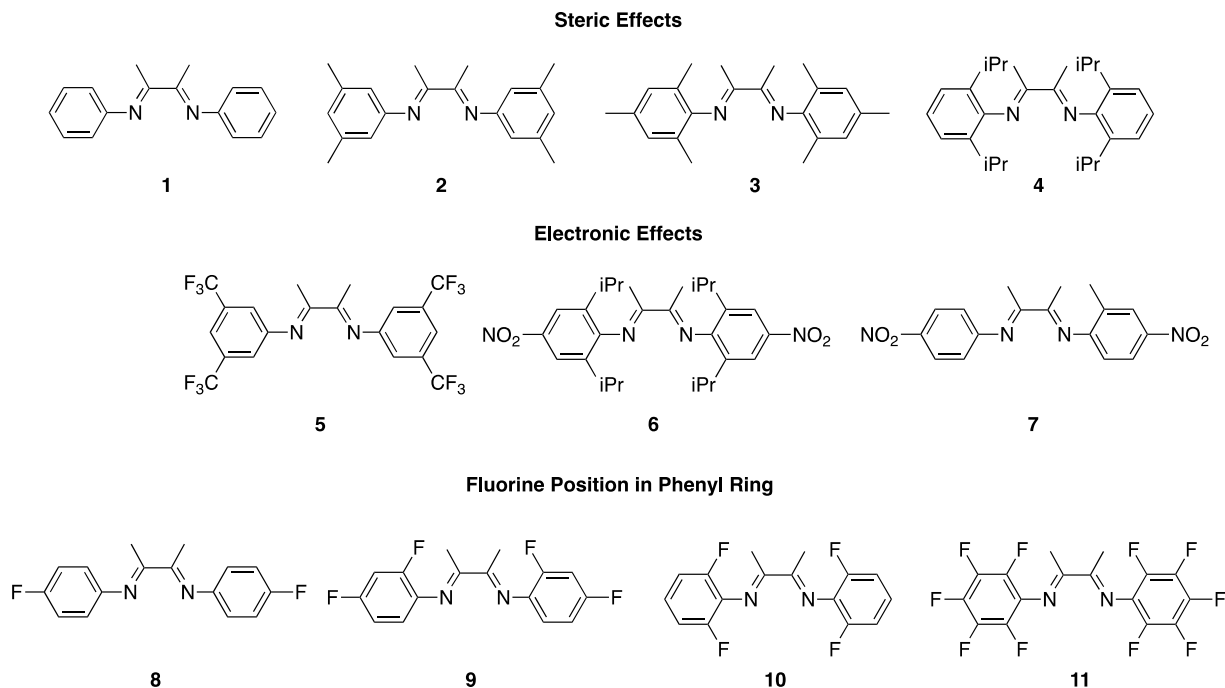 Steric Effects
iPr iPr
N N N N N N N N
iPr iPr
1 2 3 4
Electronic Effects
F3C CF3 iPr iPr
NO2 N N NO2 NO2 N N NO2
N N
F3C CF3 iPr iPr
5 6 7
Fluorine Position in Phenyl Ring
F F F F F F F F
F N N F F N N F N N F N N F
F F F F F F
8 9 10 11